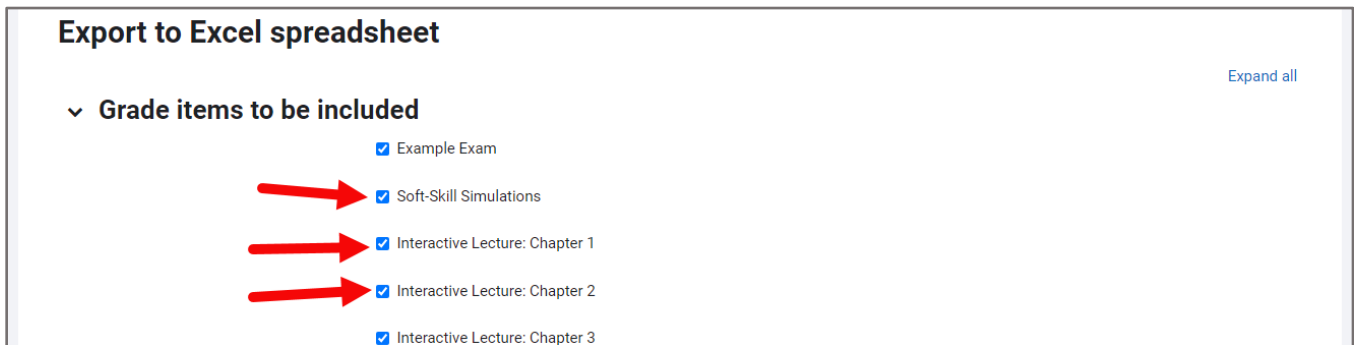 Export to Excel spreadsheet
Expand all
Grade items to be included
Example Exam
Soft-Skill Simulations
Interactive Lecture: Chapter 1
Interactive Lecture: Chapter 2
Interactive Lecture: Chapter 3